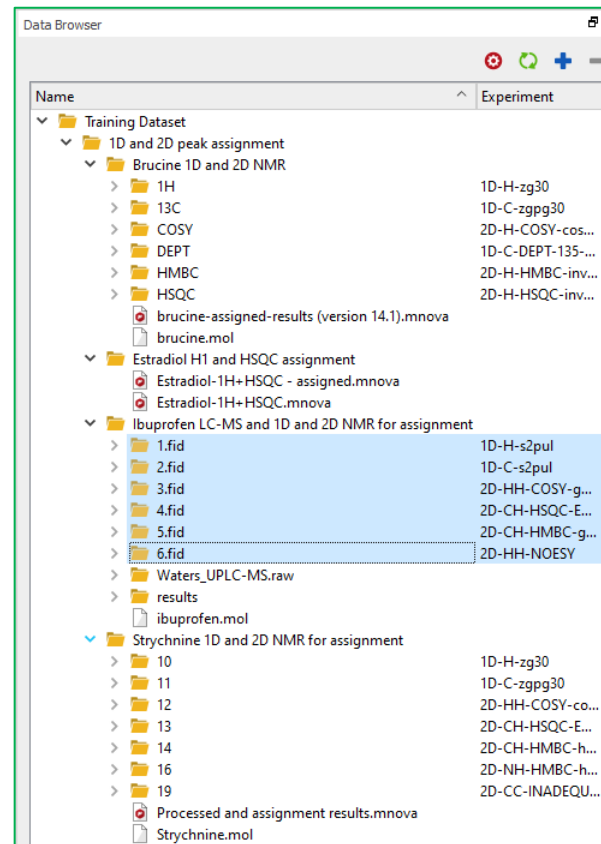 Data Browser
Name Experiment
Training Dataset
1D and 2D peak assignment
Brucine 1D and 2D NMR
1H 1D-H-zg30
13C 1D-C-zgpg30
COSY 2D-H-COSY-cos...
DEPT 1D-C-DEPT-135-...
HMBC 2D-H-HMBC-inv...
HSQC 2D-H-HSQC-inv...
brucine-assigned-results (version 14.1).mnova
brucine.mol
Estradiol H1 and HSQC assignment
Estradiol-1H+HSQC - assigned.mnova
Estradiol-1H+HSQC.mnova
Ibuprofen LC-MS and 1D and 2D NMR for assignment
1.fid 1D-H-s2pul
2.fid 1D-C-s2pul
3.fid 2D-HH-COSY-g...
4.fid 2D-CH-HSQC-E...
5.fid 2D-CH-HMBC-g...
6.fid 2D-HH-NOESY
Waters_UPLC-MS.raw
results
ibuprofen.mol
Strychnine 1D and 2D NMR for assignment
10 1D-H-zg30
11 1D-C-zgpg30
12 2D-HH-COSY-co...
13 2D-CH-HSQC-E...
14 2D-CH-HMBC-h...
16 2D-NH-HMBC-h...
19 2D-CC-INADEQU...
Processed and assignment results.mnova
Strychnine.mol